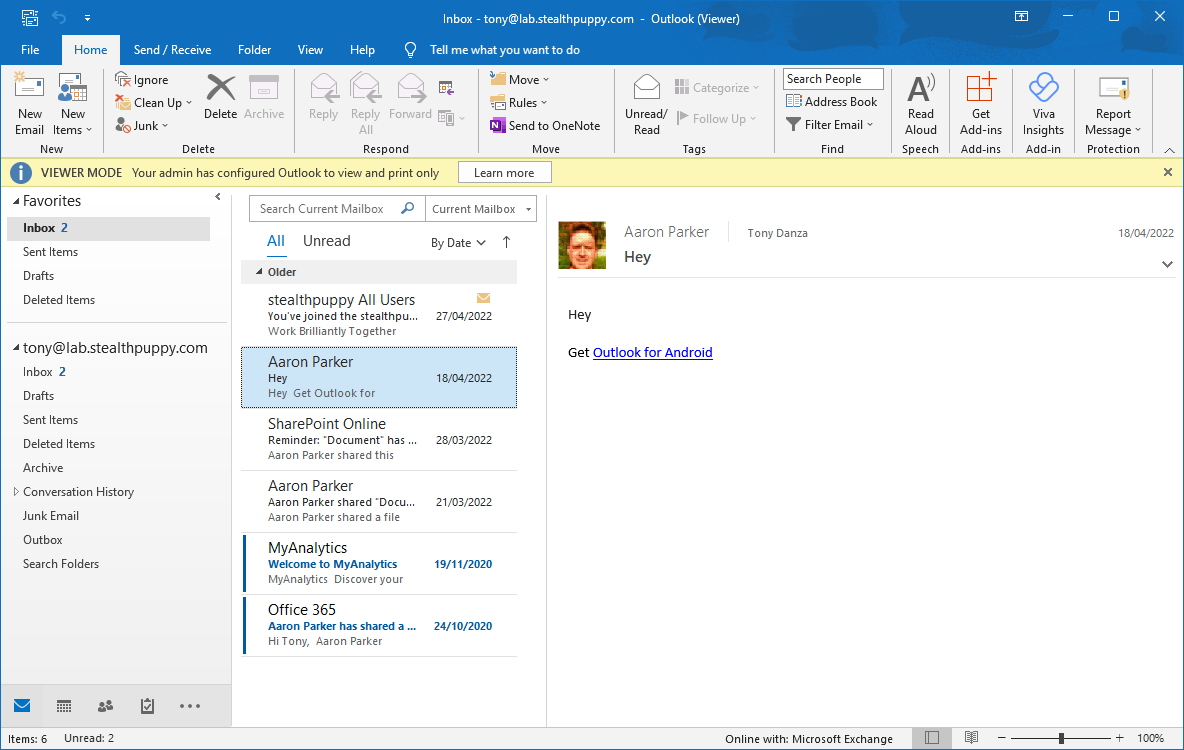 Inbox - tony@lab.stealthpuppy.com - Outlook (Viewer)
File Home Send / Receive Folder View Help Tell me what you want to do
New Email
New Items
New
Ignore
Clean Up
Junk
Delete
Archive
Delete
Reply
Reply All
Forward
Respond
Move
Rules
Send to OneNote
Move
Unread/ Read
Categorize
Follow Up
Tags
Search People
Address Book
Filter Email
Find
Read Aloud
Speech
Get Add-ins
Add-ins
Viva Insights
Add-in
Report Message
Protection
VIEWER MODE Your admin has configured Outlook to view and print only Learn more
Favorites
Inbox 2
Sent Items
Drafts
Deleted Items
tony@lab.stealthpuppy.com
Inbox 2
Drafts
Sent Items
Deleted Items
Archive
Conversation History
Junk Email
Outbox
Search Folders
Search Current Mailbox Current Mailbox
All Unread By Date
Older
stealthpuppy All Users
You've joined the stealthpu... 27/04/2022
Work Brilliantly Together
Aaron Parker
Hey 18/04/2022
Hey Get Outlook for
SharePoint Online
Reminder: "Document" has ... 28/03/2022
Aaron Parker shared this
Aaron Parker
Aaron Parker shared "Docu... 21/03/2022
Aaron Parker shared a file
MyAnalytics
Welcome to MyAnalytics 19/11/2020
MyAnalytics Discover your
Office 365
Aaron Parker has shared a ... 24/10/2020
Hi Tony, Aaron Parker
Aaron Parker Tony Danza 18/04/2022
Hey
Hey
Get Outlook for Android
Items: 6 Unread: 2 Online with: Microsoft Exchange 100%